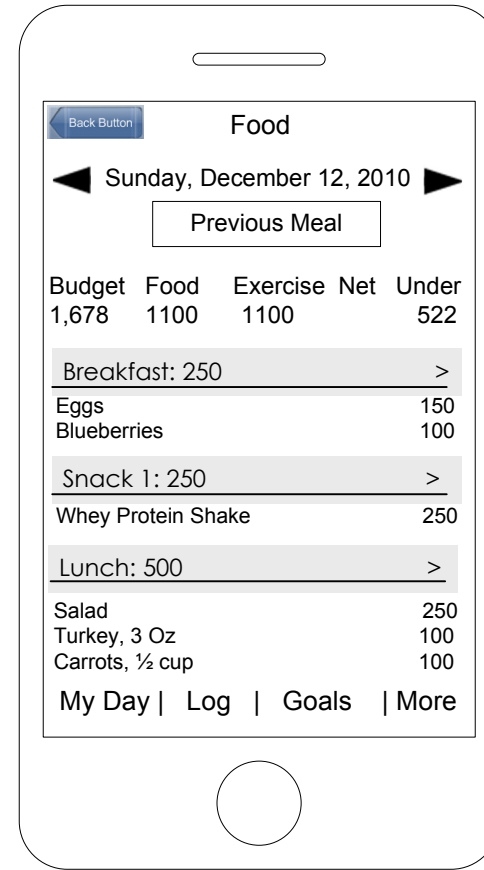 Back Button Food
Sunday, December 12, 2010
Previous Meal
Budget Food Exercise Net Under
1,678 1100 1100 522
Breakfast: 250 >
Eggs 150
Blueberries 100
Snack 1: 250 >
Whey Protein Shake 250
Lunch: 500 >
Salad 250
Turkey, 3 Oz 100
Carrots, ½ cup 100
My Day | Log | Goals | More